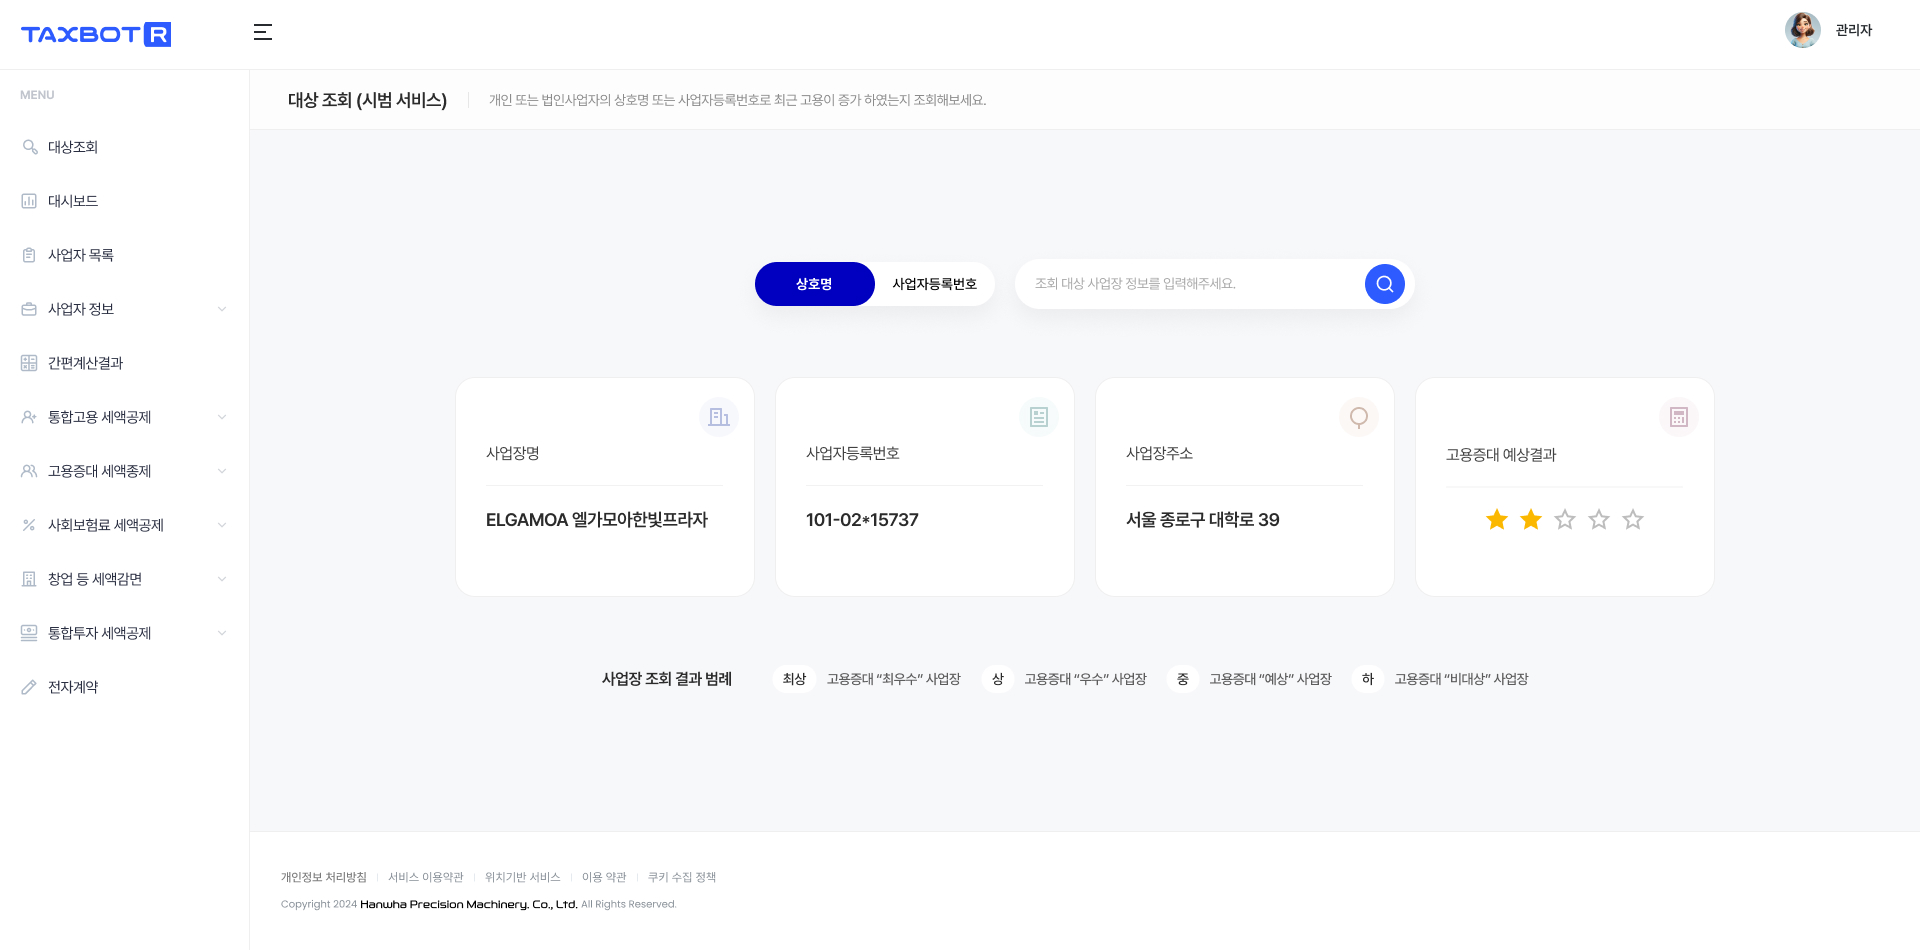 TAXBOT R
관리자
MENU
대상조회
대시보드
사업자 목록
사업자 정보
간편계산결과
통합고용 세액공제
고용증대 세액종제
사회보험료 세액공제
창업 등 세액감면
통합투자 세액공제
전자계약
대상 조회 (시범 서비스)
개인 또는 법인사업자의 상호명 또는 사업자등록번호로 최근 고용이 증가 하였는지 조회해보세요.
상호명
사업자등록번호
조회 대상 사업장 정보를 입력해주세요.
사업장명
ELGAMOA 엘가모아한빛프라자
사업자등록번호
101-02*15737
사업장주소
서울 종로구 대학로 39
고용증대 예상결과
사업장 조회 결과 범례
최상 고용증대 “최우수” 사업장
상 고용증대 “우수” 사업장
중 고용증대 “예상” 사업장
하 고용증대 “비대상” 사업장
개인정보 처리방침 서비스 이용약관 위치기반 서비스 이용 약관 쿠키 수집 정책
Copyright 2024 Hanwha Precision Machinery. Co., Ltd. All Rights Reserved.